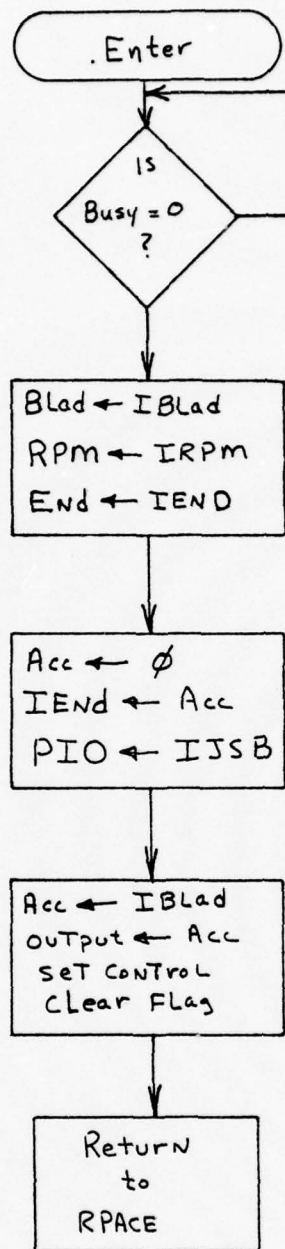 .Enter
Is
Busy = 0
?
BLad ← IBLad
RPm ← IRPm
End ← IEND
Acc ← Ø
IEnd ← Acc
PIO ← IJSB
Acc ← IBLad
ouTpuT ← Acc
SeT ConTroL
CLear FLag
ReTurn
to
RPACE